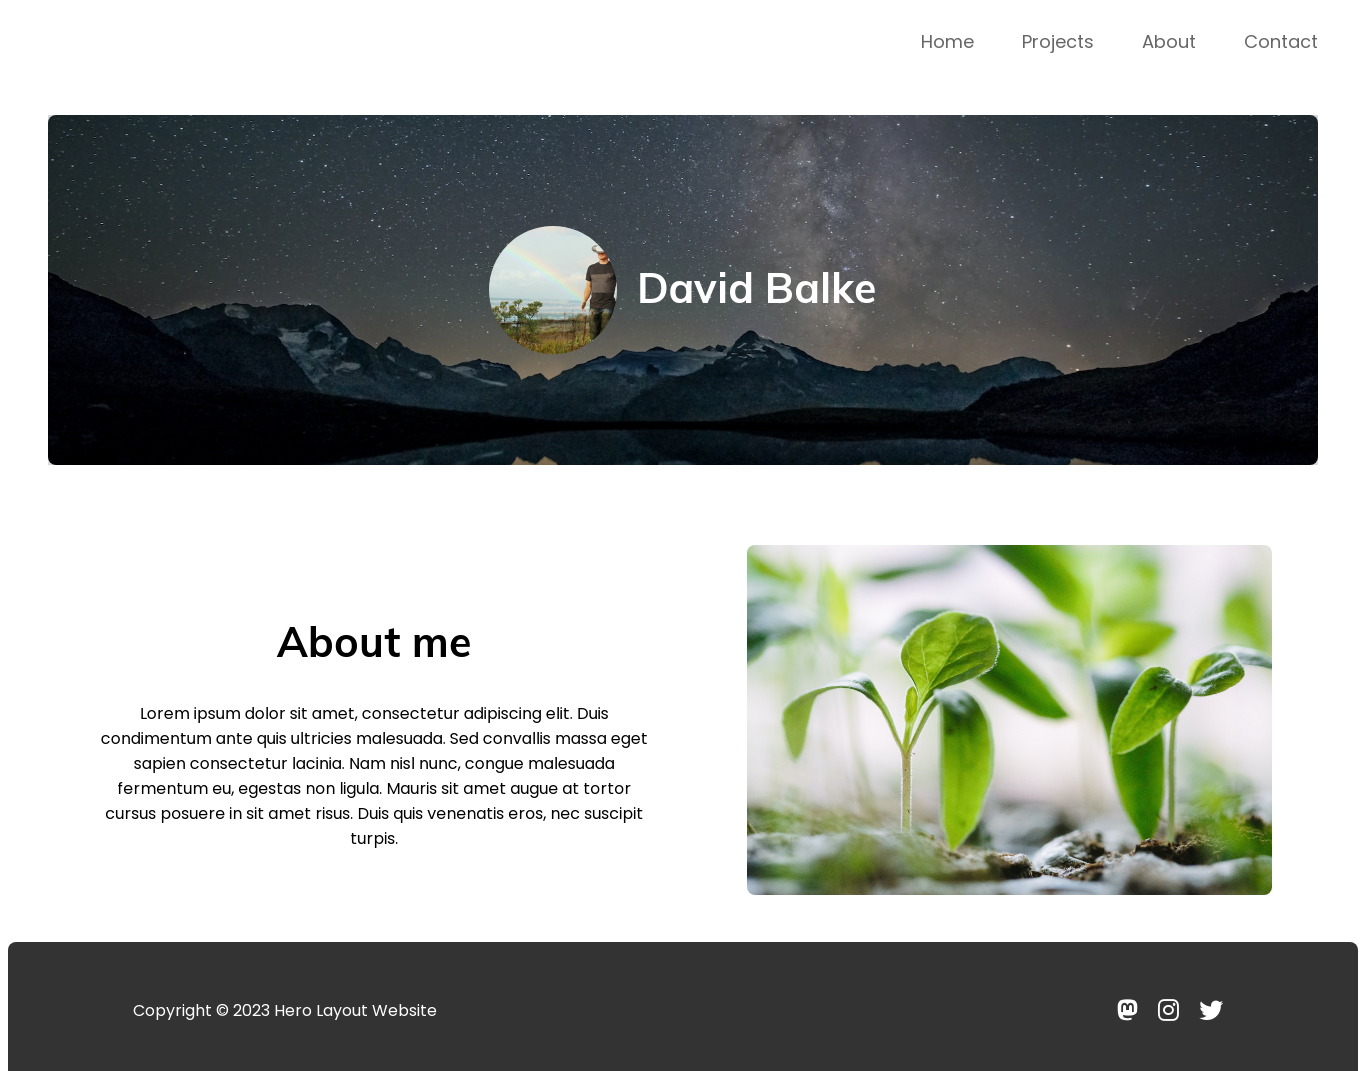 Home Projects About Contact
David Balke
About me
Lorem ipsum dolor sit amet, consectetur adipiscing elit. Duis
condimentum ante quis ultricies malesuada. Sed convallis massa eget
sapien consectetur lacinia. Nam nisl nunc, congue malesuada
fermentum eu, egestas non ligula. Mauris sit amet augue at tortor
cursus posuere in sit amet risus. Duis quis venenatis eros, nec suscipit
turpis.
Copyright © 2023 Hero Layout Website